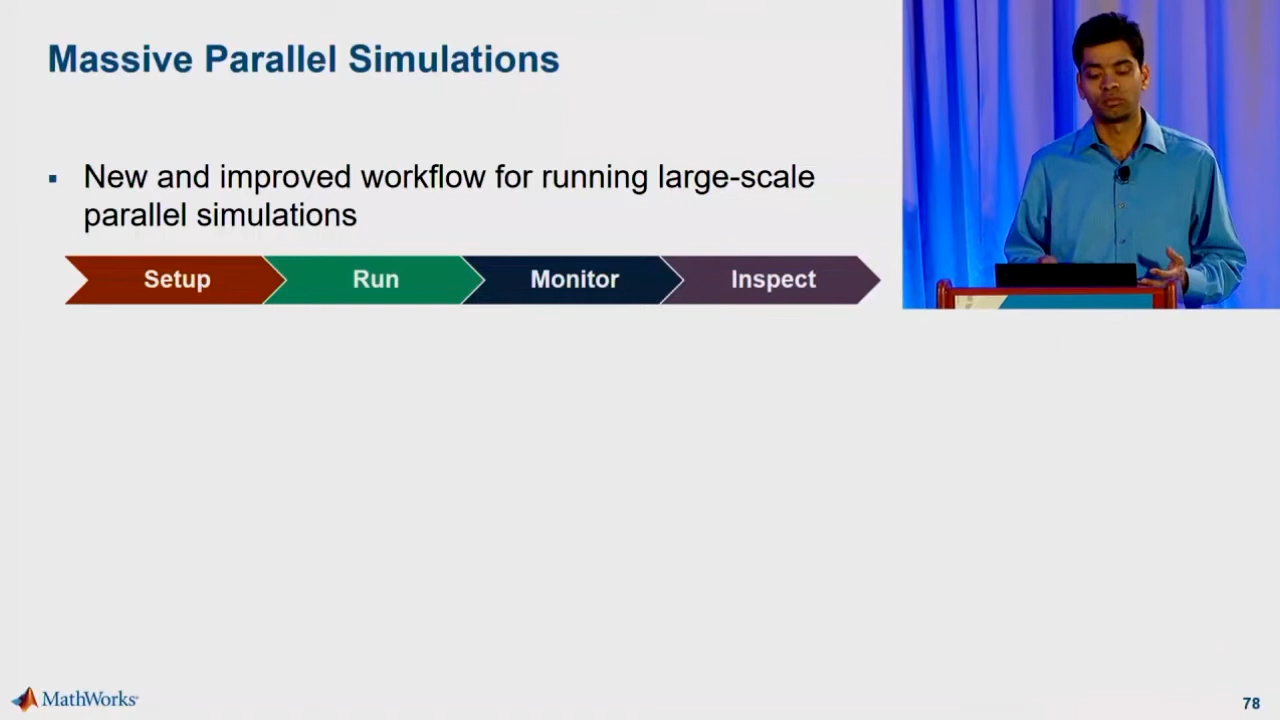 Massive Parallel Simulations
▪ New and improved workflow for running large-scale
parallel simulations
Setup Run Monitor Inspect
MathWorks
78